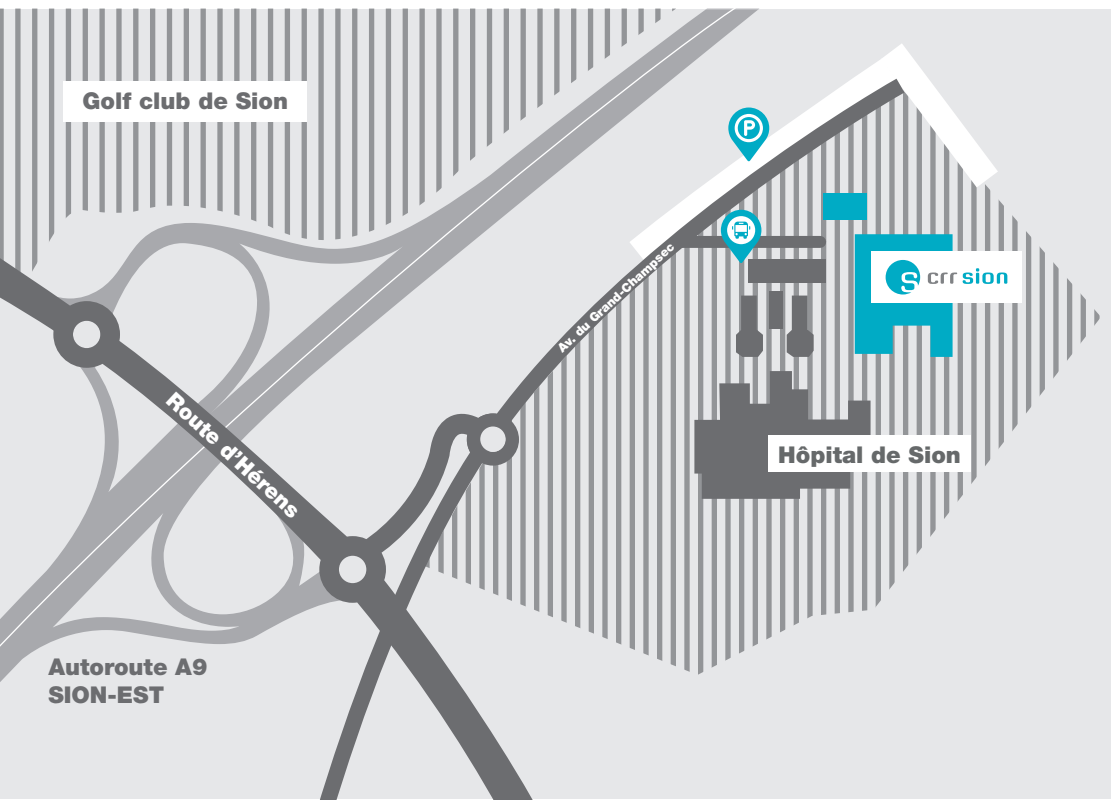 Golf club de Sion
P
Av. du Grand-Champsec
S crr sion
Route d'Hérens
Hôpital de Sion
Autoroute A9
SION-EST